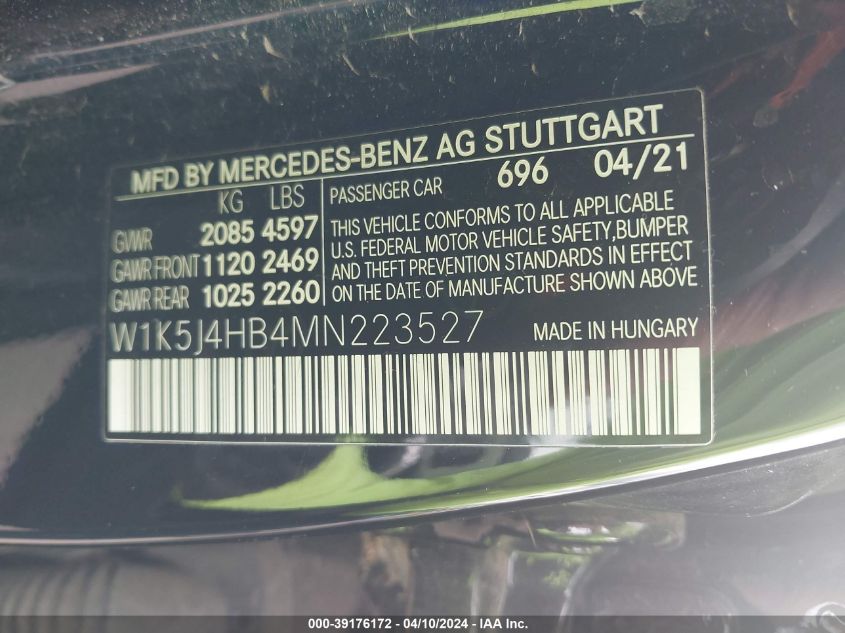 MFD BY MERCEDES-BENZ AG STUTTGART
KG LBS
GVWR 2085 4597
GAWR FRONT 1120 2469
GAWR REAR 1025 2260
PASSENGER CAR 696 04/21
THIS VEHICLE CONFORMS TO ALL APPLICABLE
U.S. FEDERAL MOTOR VEHICLE SAFETY,BUMPER
AND THEFT PREVENTION STANDARDS IN EFFECT
ON THE DATE OF MANUFACTURE SHOWN ABOVE
W1K5J4HB4MN223527 MADE IN HUNGARY
000-39176172 - 04/10/2024 - IAA Inc.